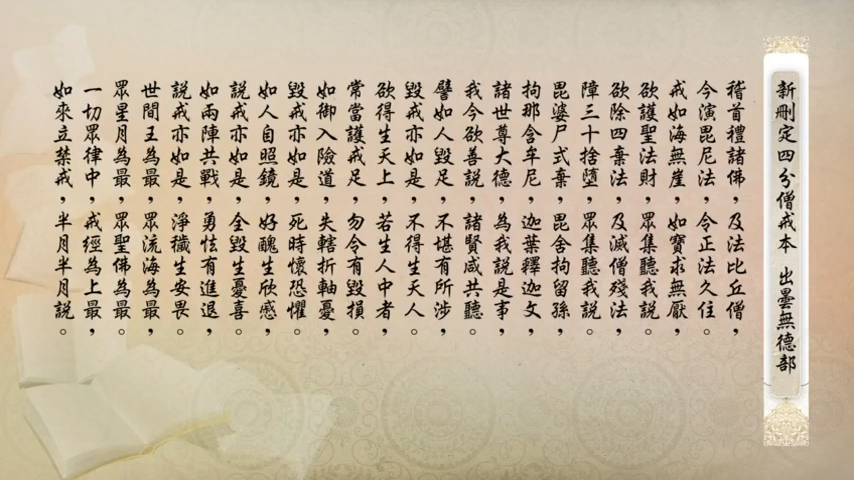 新刪定四分僧戒本 出曇無德部
稽首禮諸佛，及法比丘僧，
今演毘尼法，令正法久住。
戒如海無崖，如寶求無厭，
欲護聖法財，眾集聽我說。
欲除四棄法，及滅僧殘法，
障三十捨墮，眾集聽我說。
毘婆尸式棄，毘舍拘留孫，
拘那含牟尼，迦葉釋迦文，
諸世尊大德，為我說是事，
我今欲善說，諸賢咸共聽。
譬如人毀足，不堪有所涉，
毀戒亦如是，不得生天人。
欲得生天上，若生人中者，
常當護戒足，勿令有毀損。
如御入險道，失轄折軸憂，
毀戒亦如是，死時懷恐懼。
如人自照鏡，好醜生欣慼，
說戒亦如是，全毀生憂喜。
如兩陣共戰，勇怯有進退，
說戒亦如是，淨穢生安畏。
世間王為最，眾流海為最，
眾星月為最，眾聖佛為最。
一切眾律中，戒經為上最，
如來立禁戒，半月半月說。